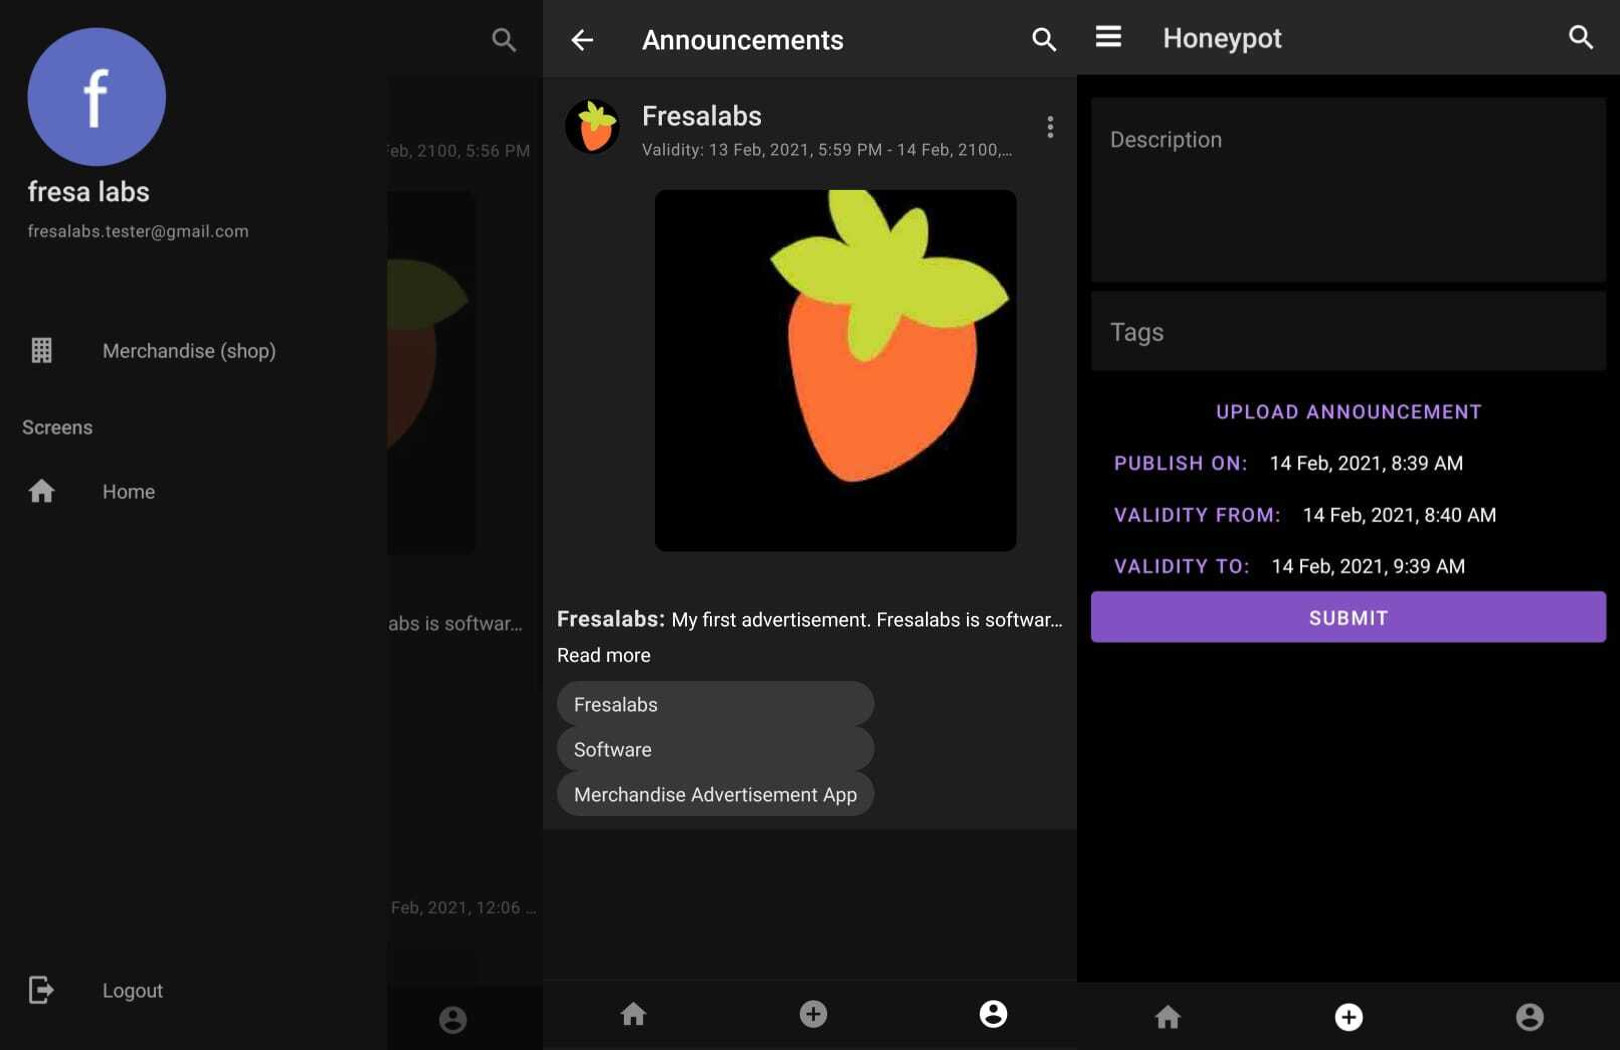 f
fresa labs
fresalabs.tester@gmail.com
Merchandise (shop)
Screens
Home
Logout
Feb, 2100, 5:56 PM
abs is softwar...
Feb, 2021, 12:06 ...
Announcements
Fresalabs
Validity: 13 Feb, 2021, 5:59 PM - 14 Feb, 2100,...
Fresalabs: My first advertisement. Fresalabs is softwar...
Read more
Fresalabs
Software
Merchandise Advertisement App
Honeypot
Description
Tags
UPLOAD ANNOUNCEMENT
PUBLISH ON: 14 Feb, 2021, 8:39 AM
VALIDITY FROM: 14 Feb, 2021, 8:40 AM
VALIDITY TO: 14 Feb, 2021, 9:39 AM
SUBMIT